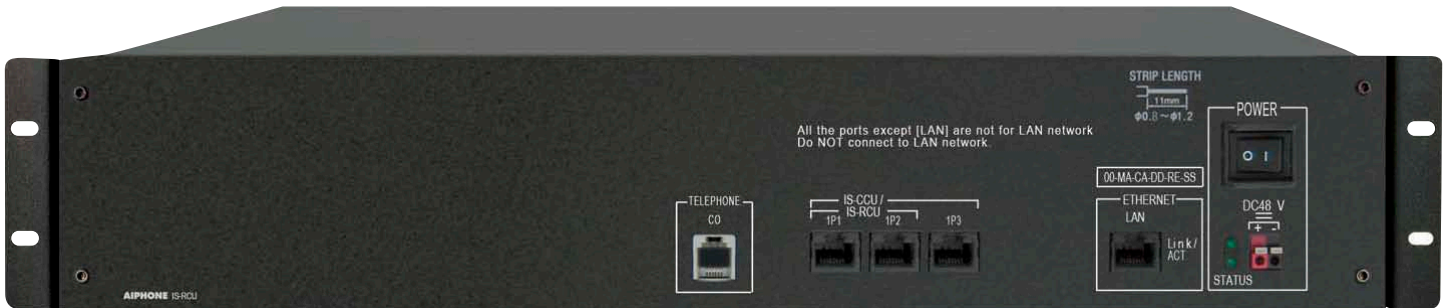 STRIP LENGTH
11mm
φ0.8～φ1.2
POWER
All the ports except [LAN] are not for LAN network
Do NOT connect to LAN network.
O I
00-MA-CA-DD-RE-SS
TELEPHONE
CO
IS-CCU /
IS-RCU
1P1 1P2 1P3
ETHERNET
LAN
Link/
ACT
DC48 V
+ -
STATUS
AIPHONE IS-RCU